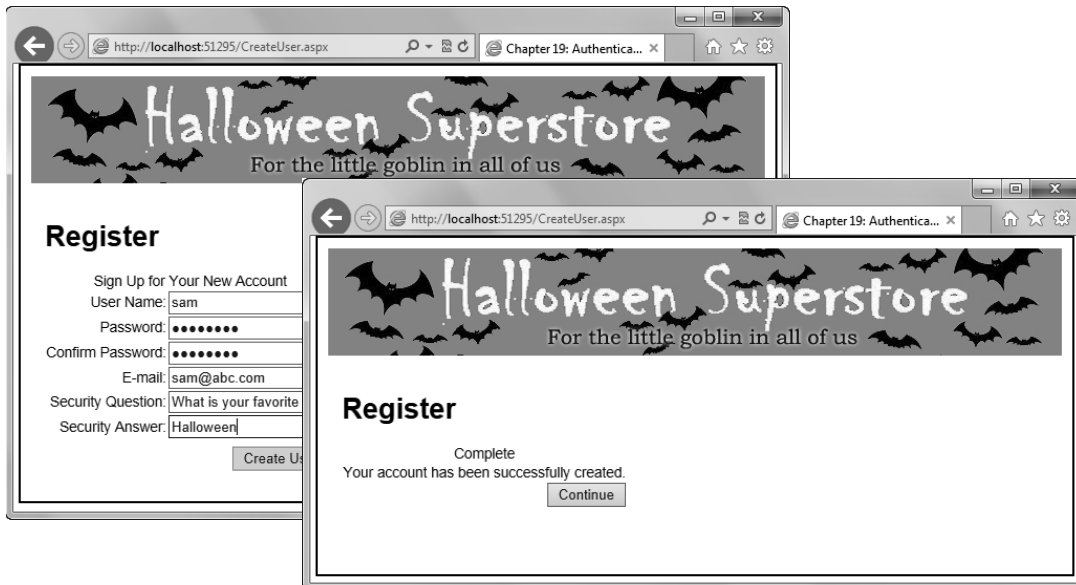 http://localhost:51295/CreateUser.aspx
Chapter 19: Authentica...
Halloween Superstore
For the little goblin in all of us
Register
Sign Up for Your New Account
User Name: sam
Password: ●●●●●●●●
Confirm Password: ●●●●●●●●
E-mail: sam@abc.com
Security Question: What is your favorite
Security Answer: Halloween
Create Us
http://localhost:51295/CreateUser.aspx
Chapter 19: Authentica...
Halloween Superstore
For the little goblin in all of us
Register
Complete
Your account has been successfully created.
Continue